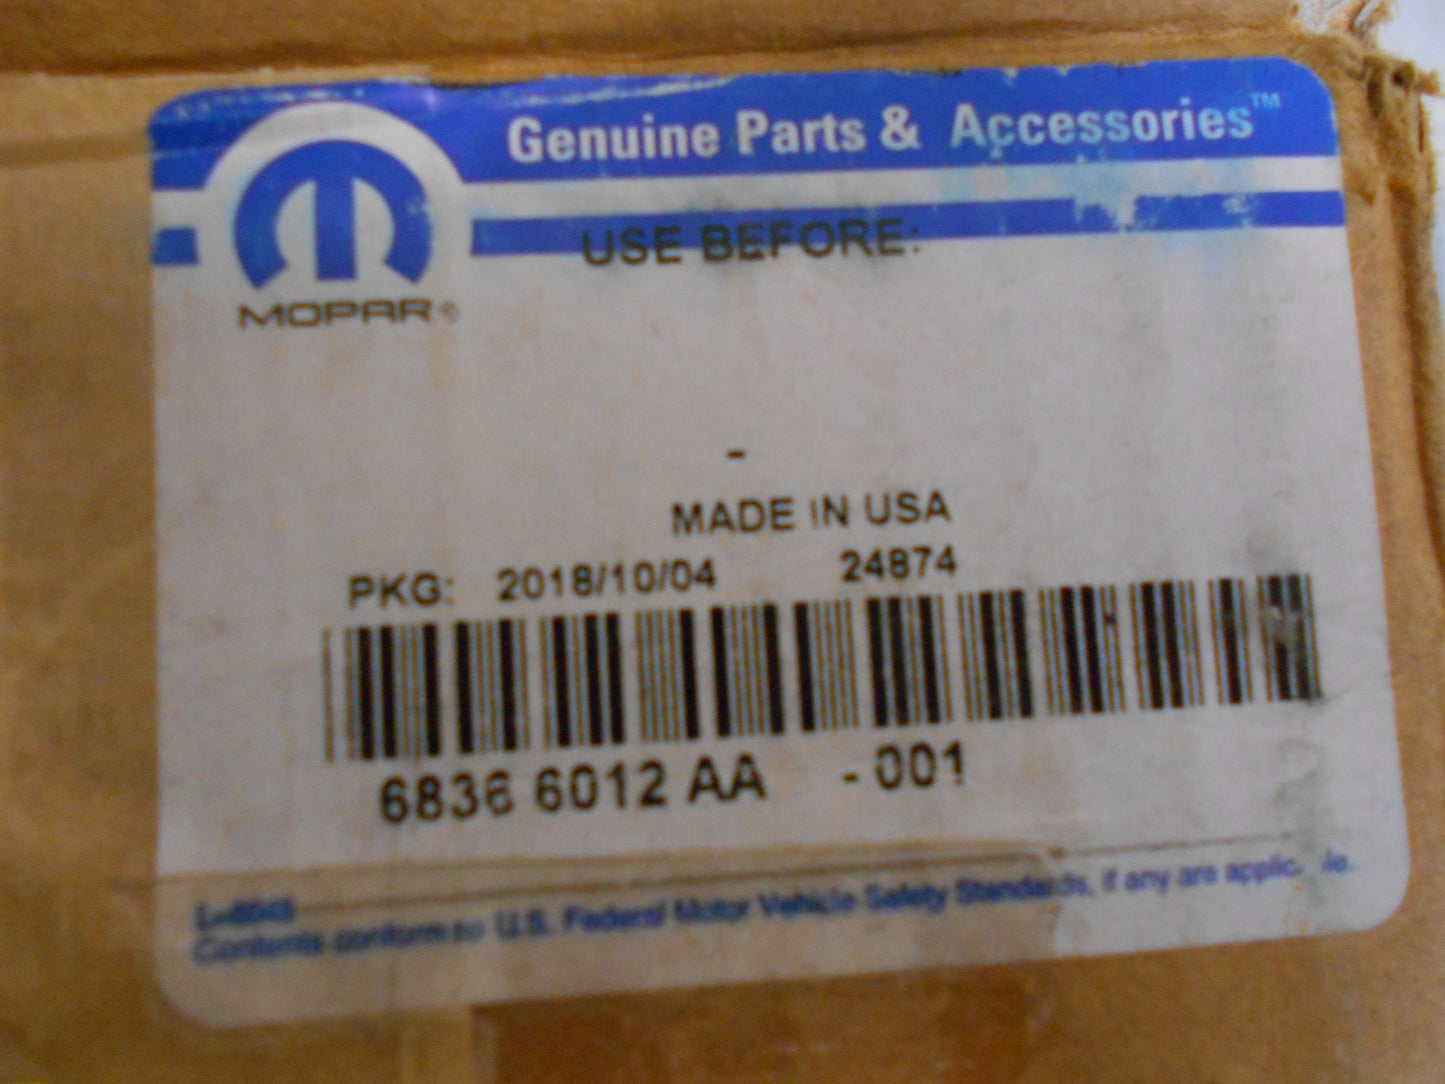 Genuine Parts & Accessories™
MOPAR®
USE BEFORE:
-
MADE IN USA
PKG: 2018/10/04 24874
6836 6012 AA - 001
Contents conform to U.S. Federal Motor Vehicle Safety Standards, if any are applicable.